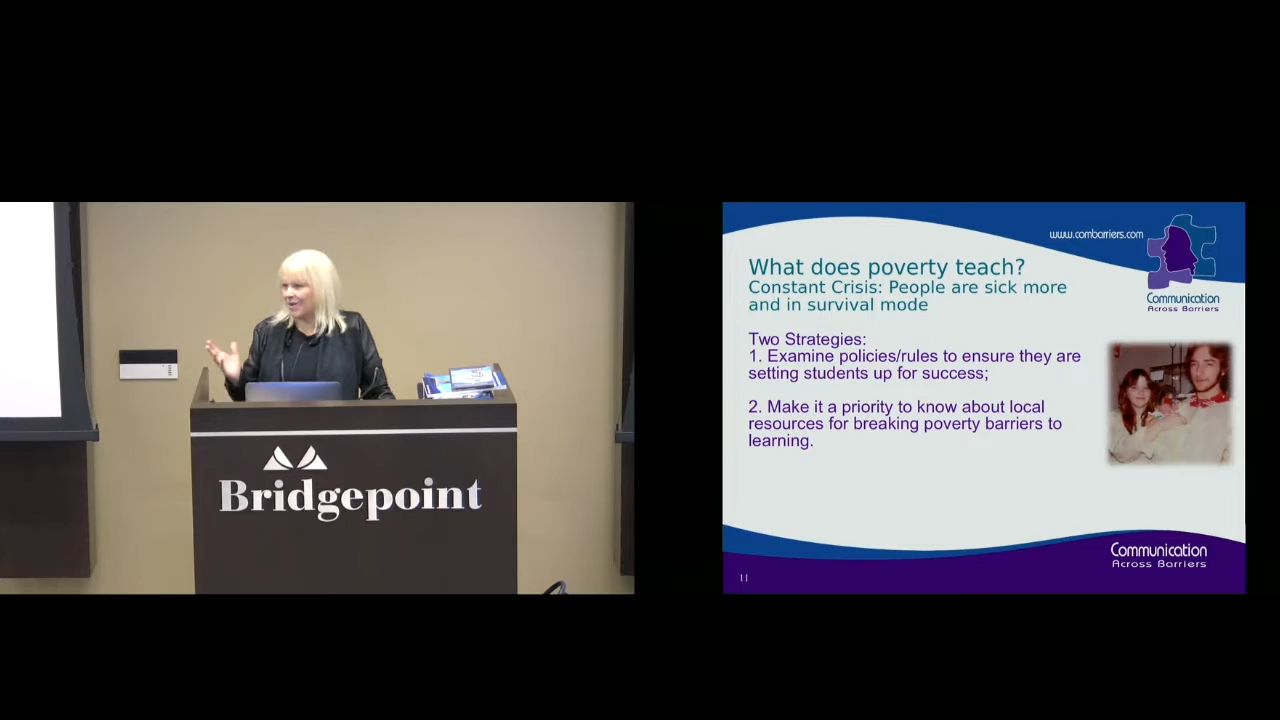 Bridgepoint
www.combarriers.com
Communication
Across Barriers
What does poverty teach?
Constant Crisis: People are sick more
and in survival mode
Two Strategies:
1. Examine policies/rules to ensure they are
setting students up for success;
2. Make it a priority to know about local
resources for breaking poverty barriers to
learning.
Communication
Across Barriers
11